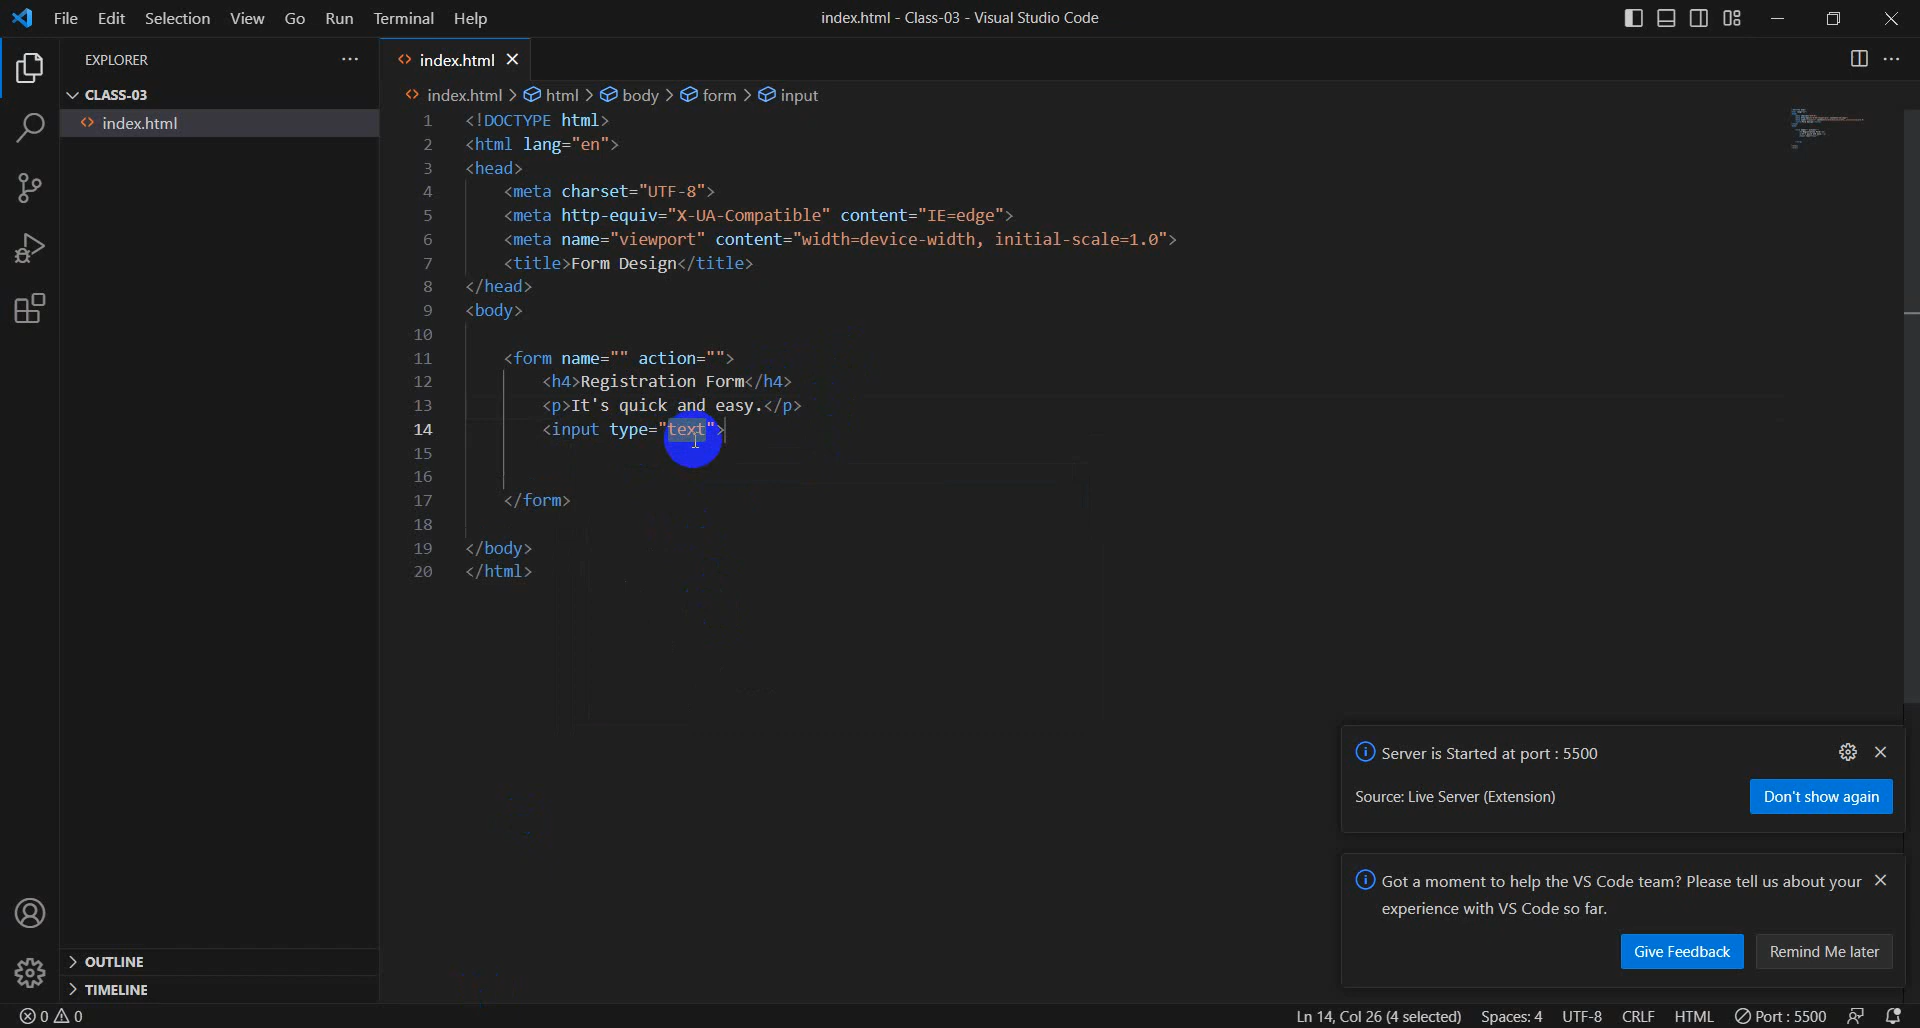 File Edit Selection View Go Run Terminal Help
index.html - Class-03 - Visual Studio Code
EXPLORER
CLASS-03
index.html
index.html
index.html > html > body > form > input
1 <!DOCTYPE html>
2 <html lang="en">
3 <head>
4 <meta charset="UTF-8">
5 <meta http-equiv="X-UA-Compatible" content="IE=edge">
6 <meta name="viewport" content="width=device-width, initial-scale=1.0">
7 <title>Form Design</title>
8 </head>
9 <body>
10
11 <form name="" action="">
12 <h4>Registration Form</h4>
13 <p>It's quick and easy.</p>
14 <input type="text">
15
16
17 </form>
18
19 </body>
20 </html>
Server is Started at port : 5500
Source: Live Server (Extension)
Don't show again
Got a moment to help the VS Code team? Please tell us about your
experience with VS Code so far.
Give Feedback
Remind Me later
OUTLINE
TIMELINE
0 0
Ln 14, Col 26 (4 selected) Spaces: 4 UTF-8 CRLF HTML Port : 5500